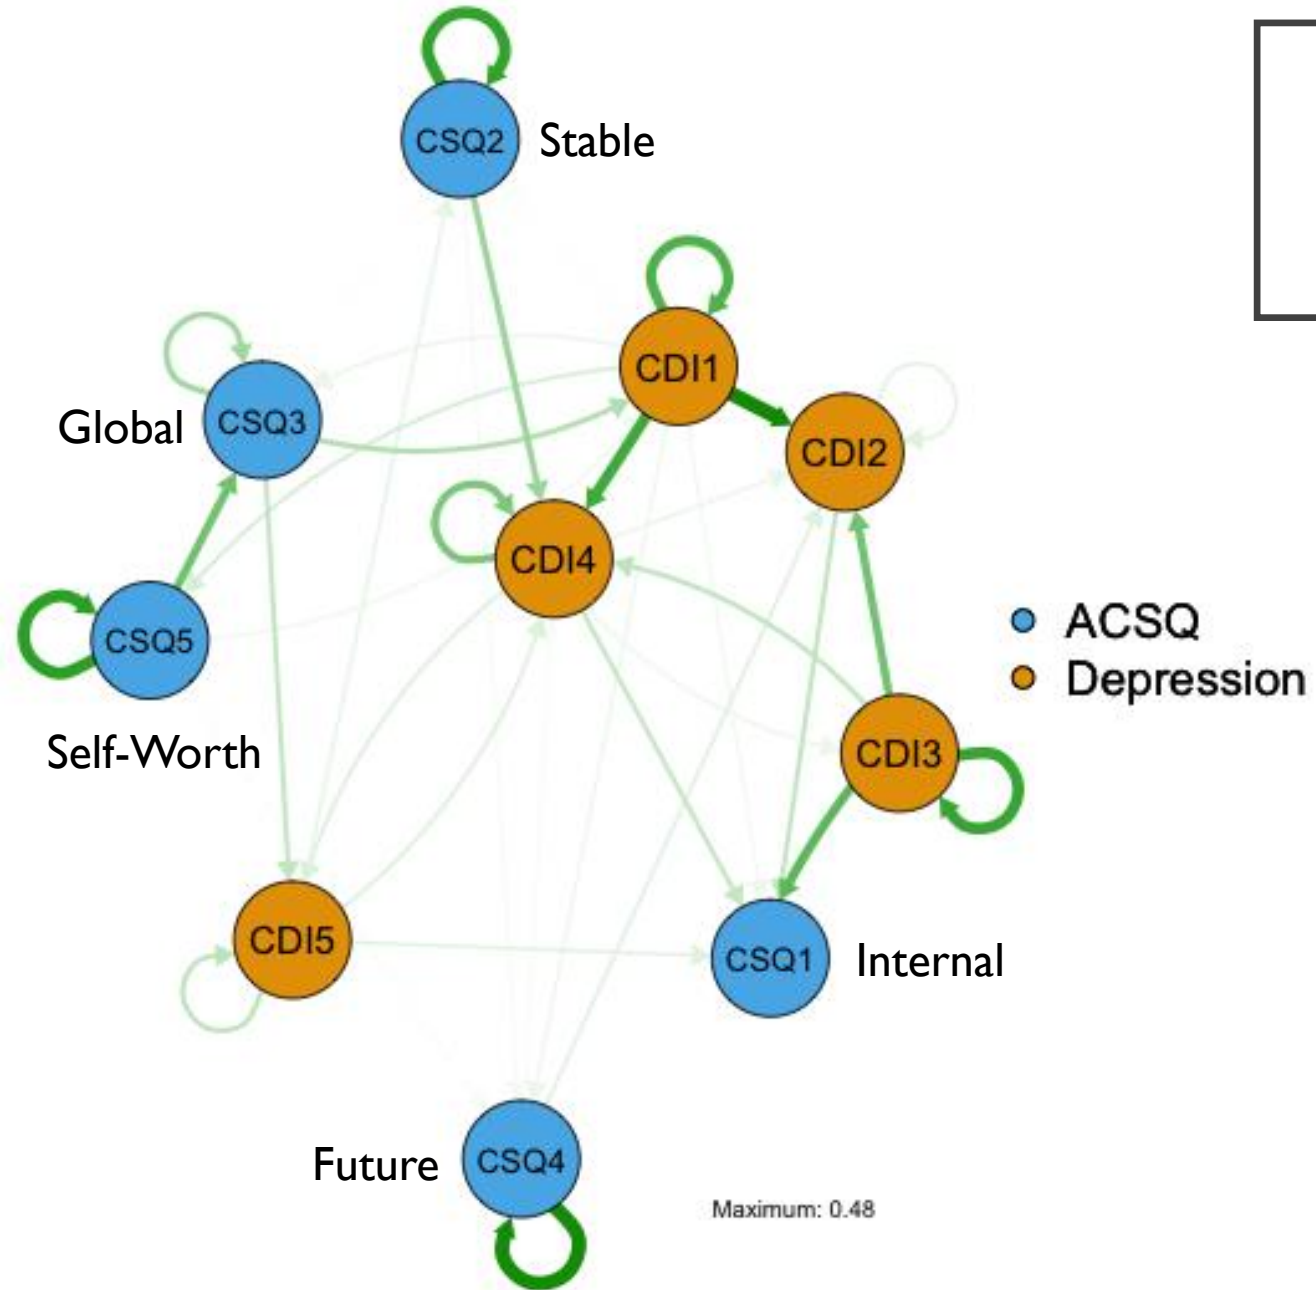 CSQ2 Stable
CDI1
CSQ3
Global
CDI2
CDI4
CSQ5
ACSQ
Depression
Self-Worth
CDI3
CDI5
CSQ1 Internal
Future CSQ4
Maximum: 0.48